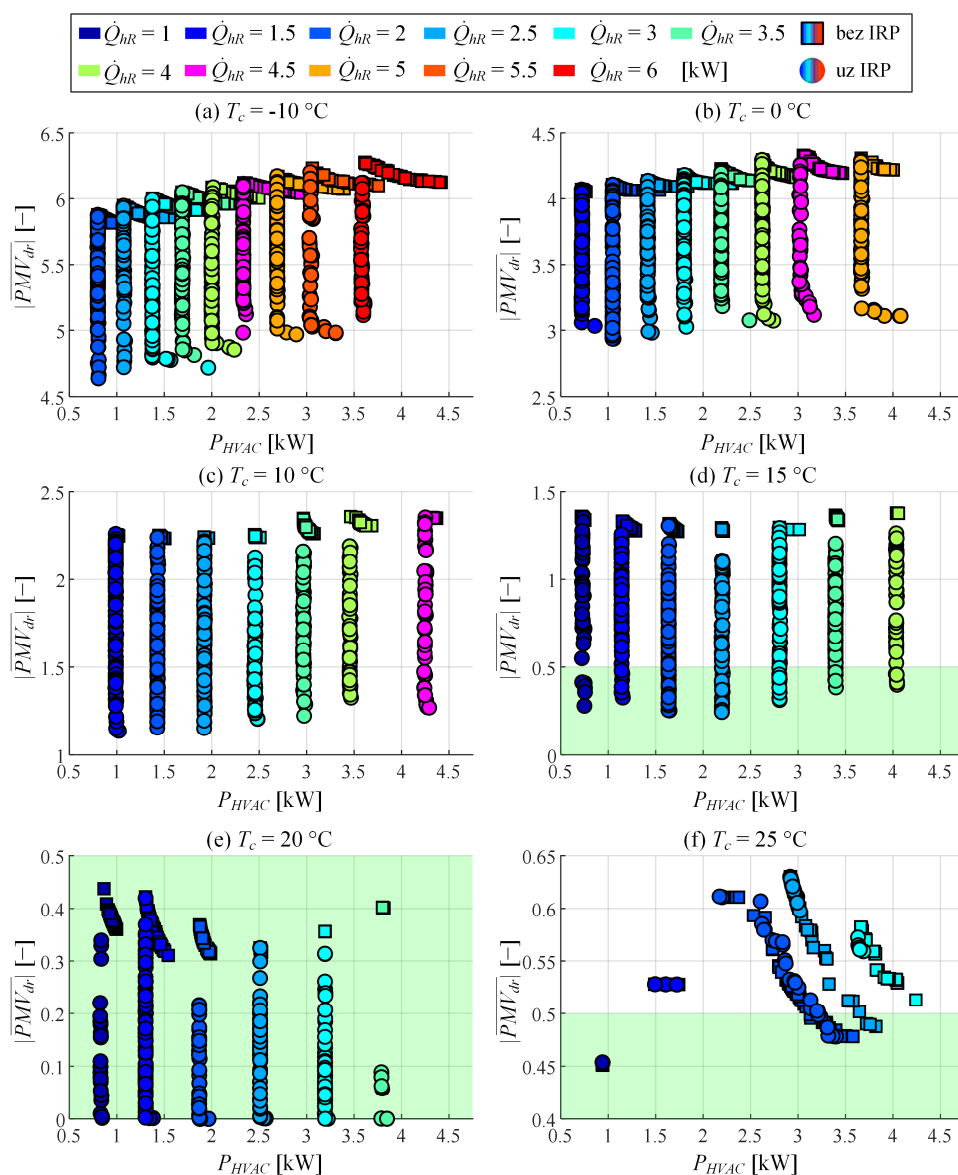 Q̇hR = 1 Q̇hR = 1.5 Q̇hR = 2 Q̇hR = 2.5 Q̇hR = 3 Q̇hR = 3.5 bez IRP
Q̇hR = 4 Q̇hR = 4.5 Q̇hR = 5 Q̇hR = 5.5 Q̇hR = 6 [kW] uz IRP
(a) Tc = -10 °C
6.5
6
5.5
5
4.5
|PMVdr| [−]
0.5 1 1.5 2 2.5 3 3.5 4 4.5
PHVAC [kW]
(b) Tc = 0 °C
4.5
4
3.5
3
2.5
|PMVdr| [−]
0.5 1 1.5 2 2.5 3 3.5 4 4.5
PHVAC [kW]
(c) Tc = 10 °C
2.5
2
1.5
1
|PMVdr| [−]
0.5 1 1.5 2 2.5 3 3.5 4 4.5
PHVAC [kW]
(d) Tc = 15 °C
1.5
1
0.5
0
|PMVdr| [−]
0.5 1 1.5 2 2.5 3 3.5 4 4.5
PHVAC [kW]
(e) Tc = 20 °C
0.5
0.4
0.3
0.2
0.1
0
|PMVdr| [−]
0.5 1 1.5 2 2.5 3 3.5 4 4.5
PHVAC [kW]
(f) Tc = 25 °C
0.65
0.6
0.55
0.5
0.45
0.4
|PMVdr| [−]
0.5 1 1.5 2 2.5 3 3.5 4 4.5
PHVAC [kW]